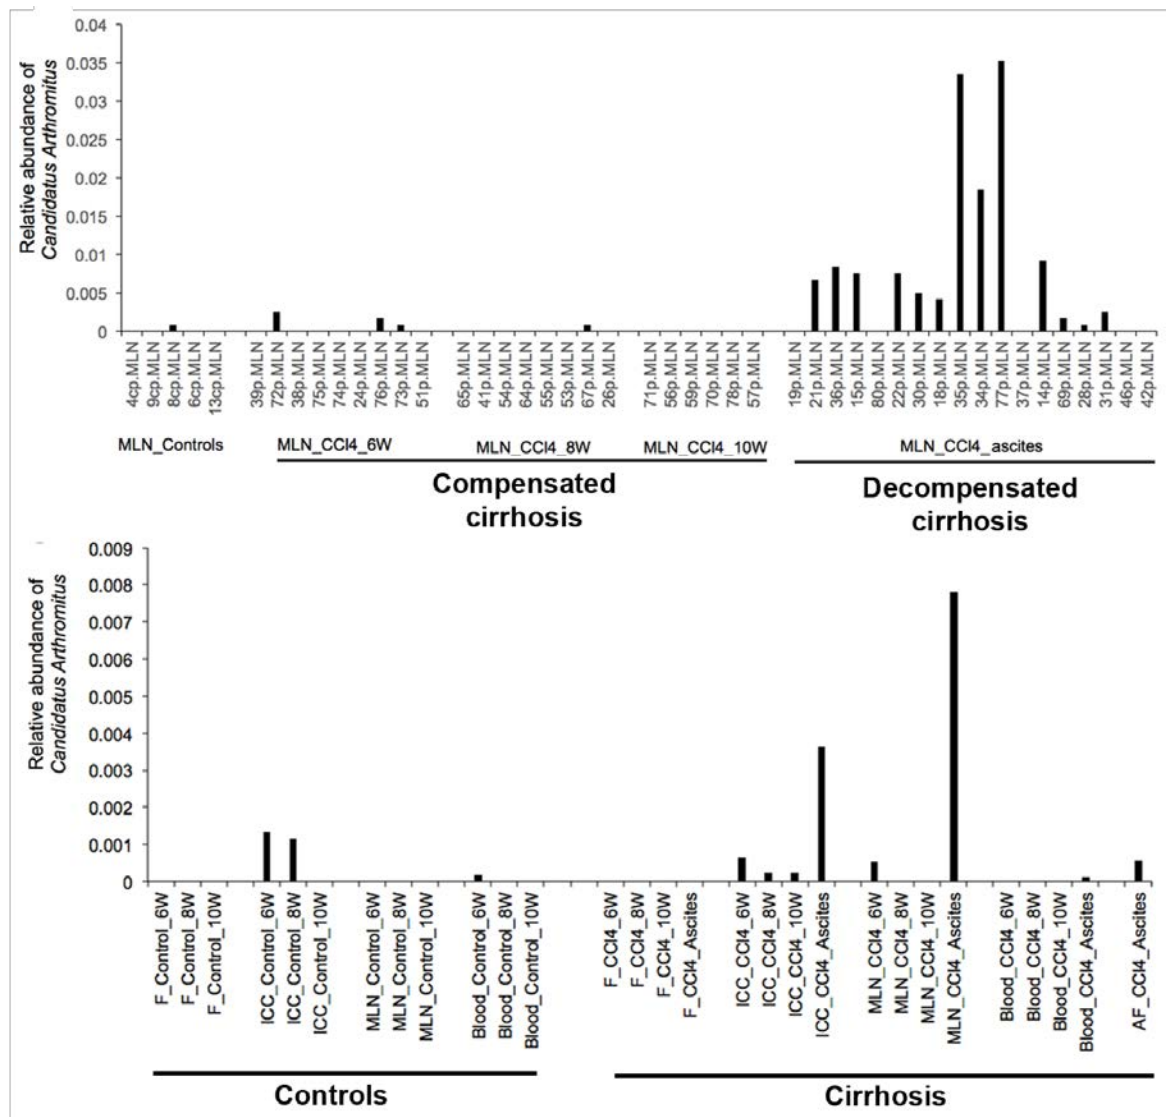 Relative abundance of
Candidatus Arthromitus
0.04
0.035
0.03
0.025
0.02
0.015
0.01
0.005
0
4cp.MLN
9cp.MLN
8cp.MLN
6cp.MLN
13cp.MLN
39p.MLN
72p.MLN
38p.MLN
75p.MLN
74p.MLN
24p.MLN
76p.MLN
73p.MLN
51p.MLN
65p.MLN
41p.MLN
54p.MLN
64p.MLN
55p.MLN
53p.MLN
67p.MLN
26p.MLN
71p.MLN
56p.MLN
59p.MLN
70p.MLN
78p.MLN
57p.MLN
19p.MLN
21p.MLN
36p.MLN
15p.MLN
80p.MLN
22p.MLN
30p.MLN
18p.MLN
35p.MLN
34p.MLN
77p.MLN
37p.MLN
14p.MLN
69p.MLN
28p.MLN
31p.MLN
46p.MLN
42p.MLN
MLN_Controls
MLN_CCl4_6W
MLN_CCl4_8W
MLN_CCl4_10W
MLN_CCl4_ascites
Compensated
cirrhosis
Decompensated
cirrhosis
Relative abundance of
Candidatus Arthromitus
0.009
0.008
0.007
0.006
0.005
0.004
0.003
0.002
0.001
0
F_Control_6W
F_Control_8W
F_Control_10W
ICC_Control_6W
ICC_Control_8W
ICC_Control_10W
MLN_Control_6W
MLN_Control_8W
MLN_Control_10W
Blood_Control_6W
Blood_Control_8W
Blood_Control_10W
F_CCl4_6W
F_CCl4_8W
F_CCl4_10W
F_CCl4_Ascites
ICC_CCl4_6W
ICC_CCl4_8W
ICC_CCl4_10W
ICC_CCl4_Ascites
MLN_CCl4_6W
MLN_CCl4_8W
MLN_CCl4_10W
MLN_CCl4_Ascites
Blood_CCl4_6W
Blood_CCl4_8W
Blood_CCl4_10W
Blood_CCl4_Ascites
AF_CCl4_Ascites
Controls
Cirrhosis